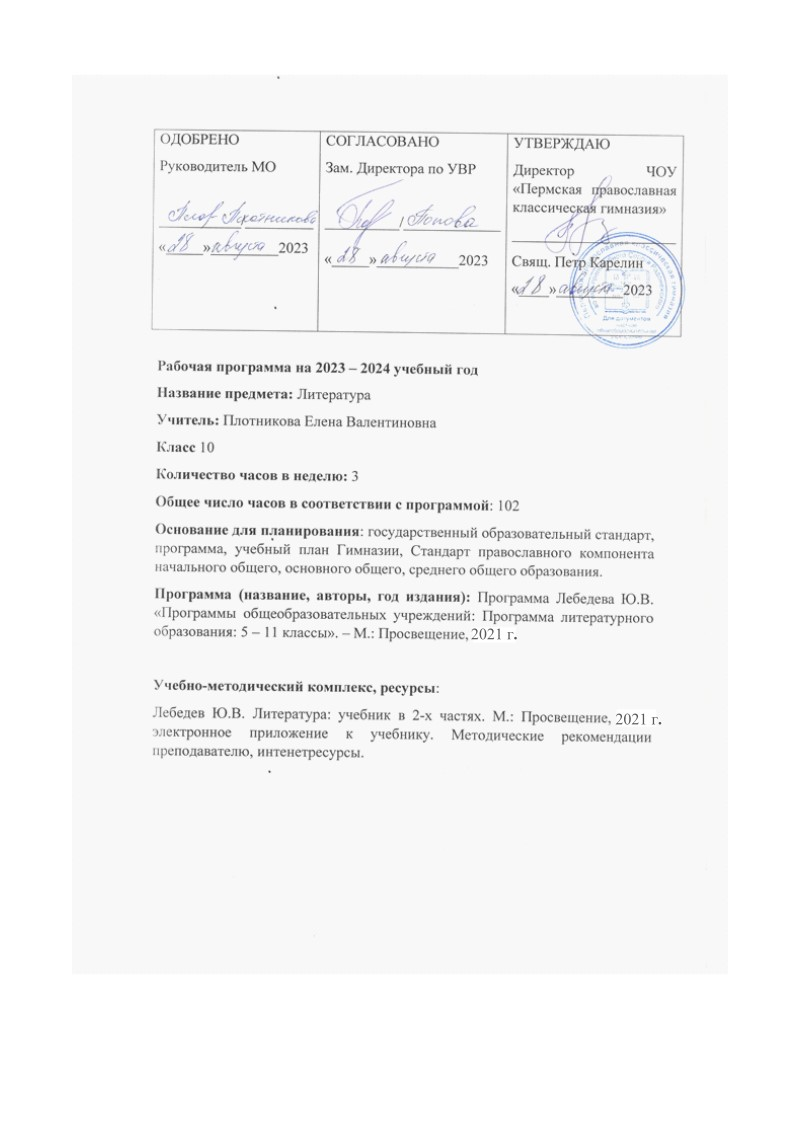 ОДОБРЕНО
Руководитель МО
Плотникова
«28» августа 2023
СОГЛАСОВАНО
Зам. Директора по УВР
/ Попова
«28» августа 2023
УТВЕРЖДАЮ
Директор ЧОУ
«Пермская православная
классическая гимназия»
Свящ. Петр Карелин
«28» августа 2023
Для документов
Рабочая программа на 2023 – 2024 учебный год
Название предмета: Литература
Учитель: Плотникова Елена Валентиновна
Класс 10
Количество часов в неделю: 3
Общее число часов в соответствии с программой: 102
Основание для планирования: государственный образовательный стандарт,
программа, учебный план Гимназии, Стандарт православного компонента
начального общего, основного общего, среднего общего образования.
Программа (название, авторы, год издания): Программа Лебедева Ю.В.
«Программы общеобразовательных учреждений: Программа литературного
образования: 5 – 11 классы». – М.: Просвещение, 2021 г.
Учебно-методический комплекс, ресурсы:
Лебедев Ю.В. Литература: учебник в 2-х частях. М.: Просвещение, 2021 г.
электронное приложение к учебнику. Методические рекомендации
преподавателю, интенетресурсы.